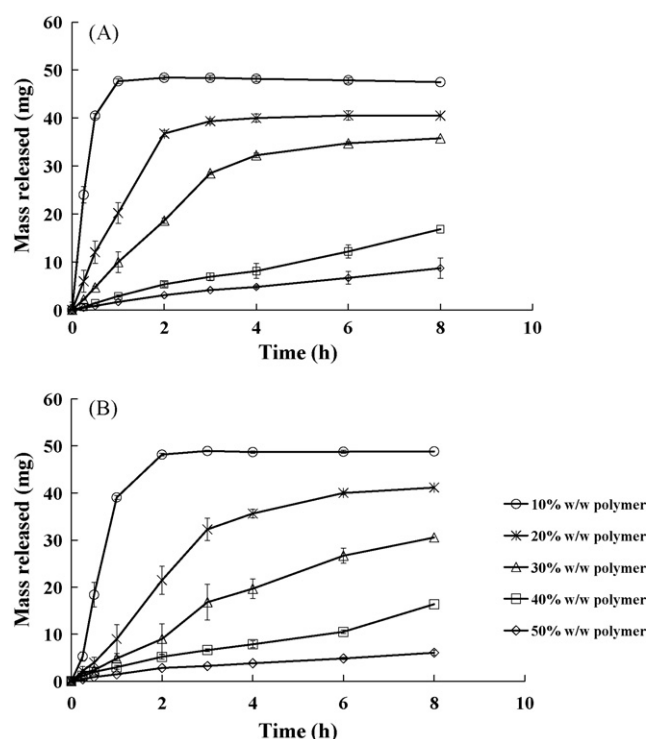 (A)
60
50
40
30
20
10
0
Mass released (mg)
0 2 4 6 8 10
Time (h)
(B)
60
50
40
30
20
10
0
Mass released (mg)
0 2 4 6 8 10
Time (h)
10% w/w polymer
20% w/w polymer
30% w/w polymer
40% w/w polymer
50% w/w polymer